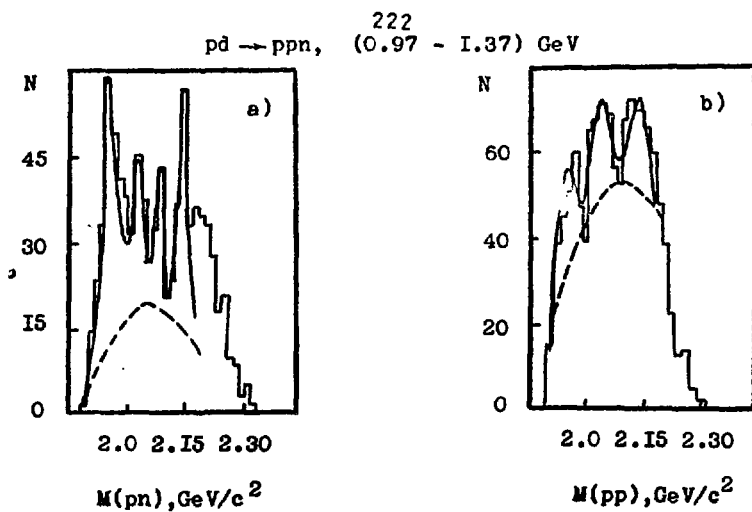 222
pd → ppn, (0.97 - I.37) GeV
N
a)
45
30
I5
0
2.0 2.I5 2.30
M(pn),GeV/c²
N
b)
60
40
20
0
2.0 2.I5 2.30
M(pp),GeV/c²